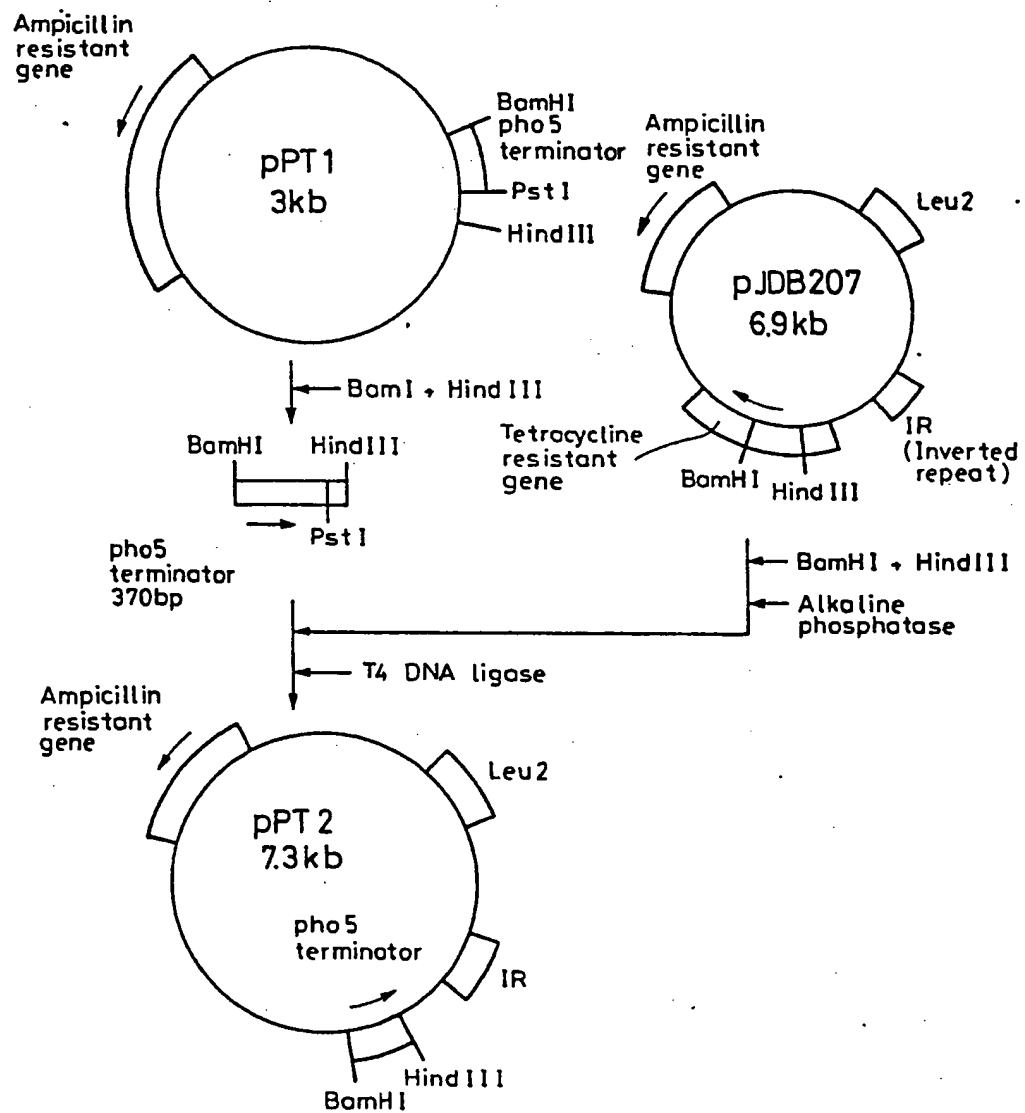 Ampicillin
resistant
gene
pPT1
3kb
BamHI
pho5
terminator
PstI
HindIII
Ampicillin
resistant
gene
Leu2
pJDB207
6.9kb
IR
(Inverted
repeat)
Tetracycline
resistant
gene
BamHI
HindIII
BamI + HindIII
BamHI HindIII
PstI
pho5
terminator
370bp
BamHI + HindIII
Alkaline
phosphatase
T4 DNA ligase
Ampicillin
resistant
gene
Leu2
pPT2
7.3kb
pho5
terminator
IR
HindIII
BamHI